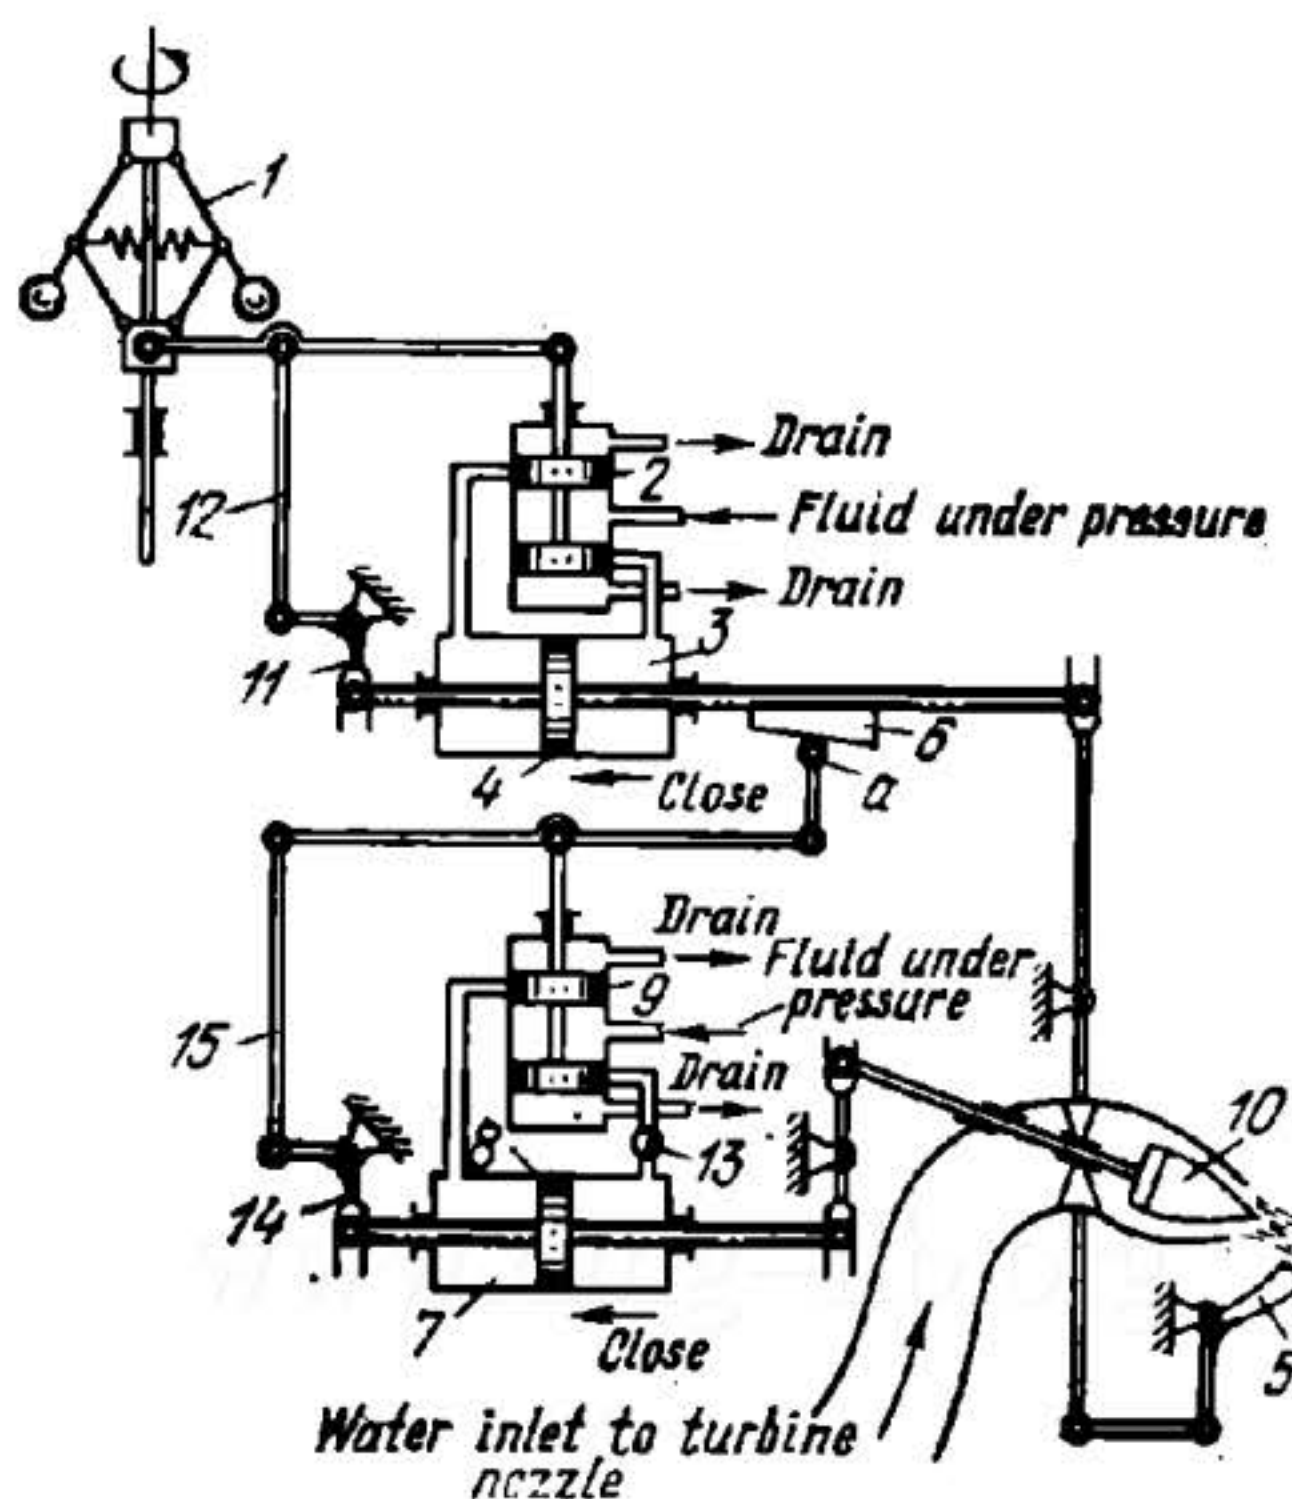 1
Drain
2
12
Fluid under pressure
Drain
3
11
6
4
Close
a
Drain
9
Fluid under
pressure
15
Drain
10
8
13
14
7
Close
5
Water inlet to turbine
nozzle